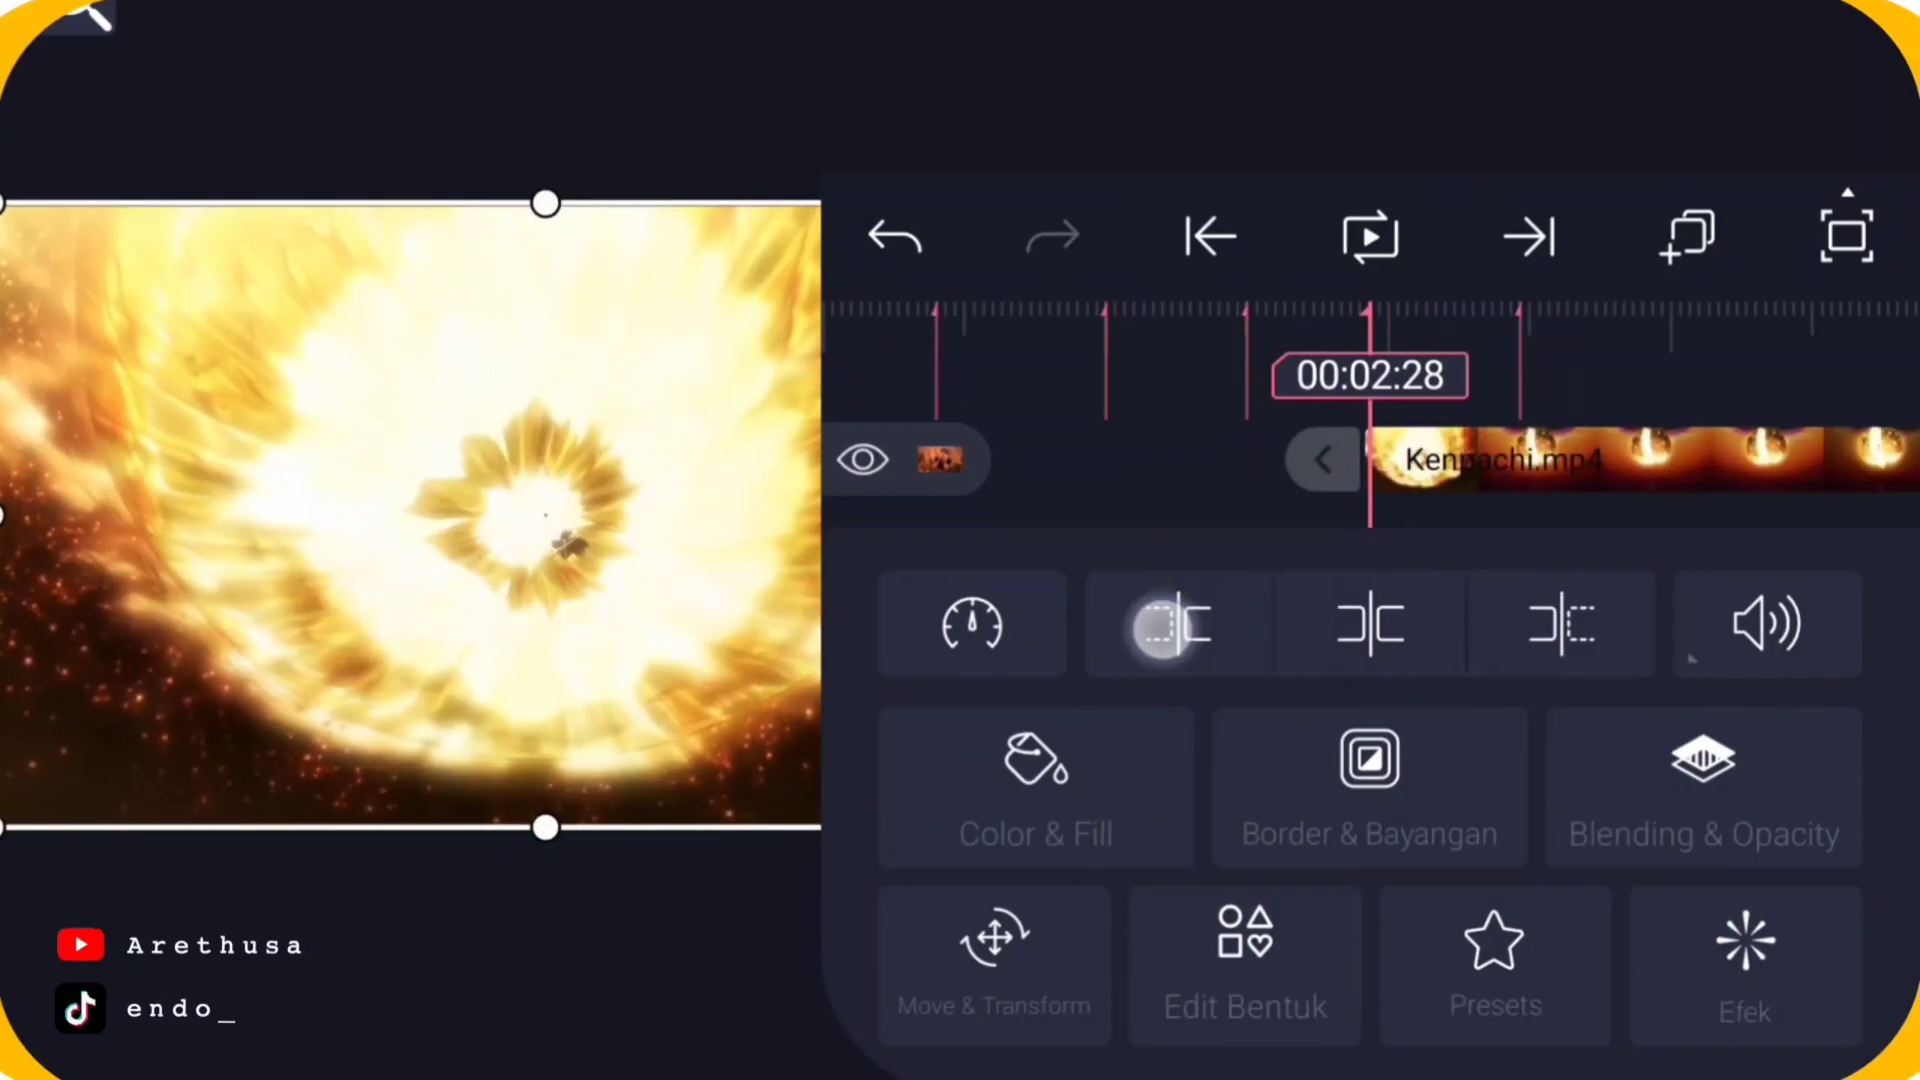 00:02:28
Kenpachi.mp4
Color & Fill
Border & Bayangan
Blending & Opacity
Move & Transform
Edit Bentuk
Presets
Efek
Arethusa
endo_